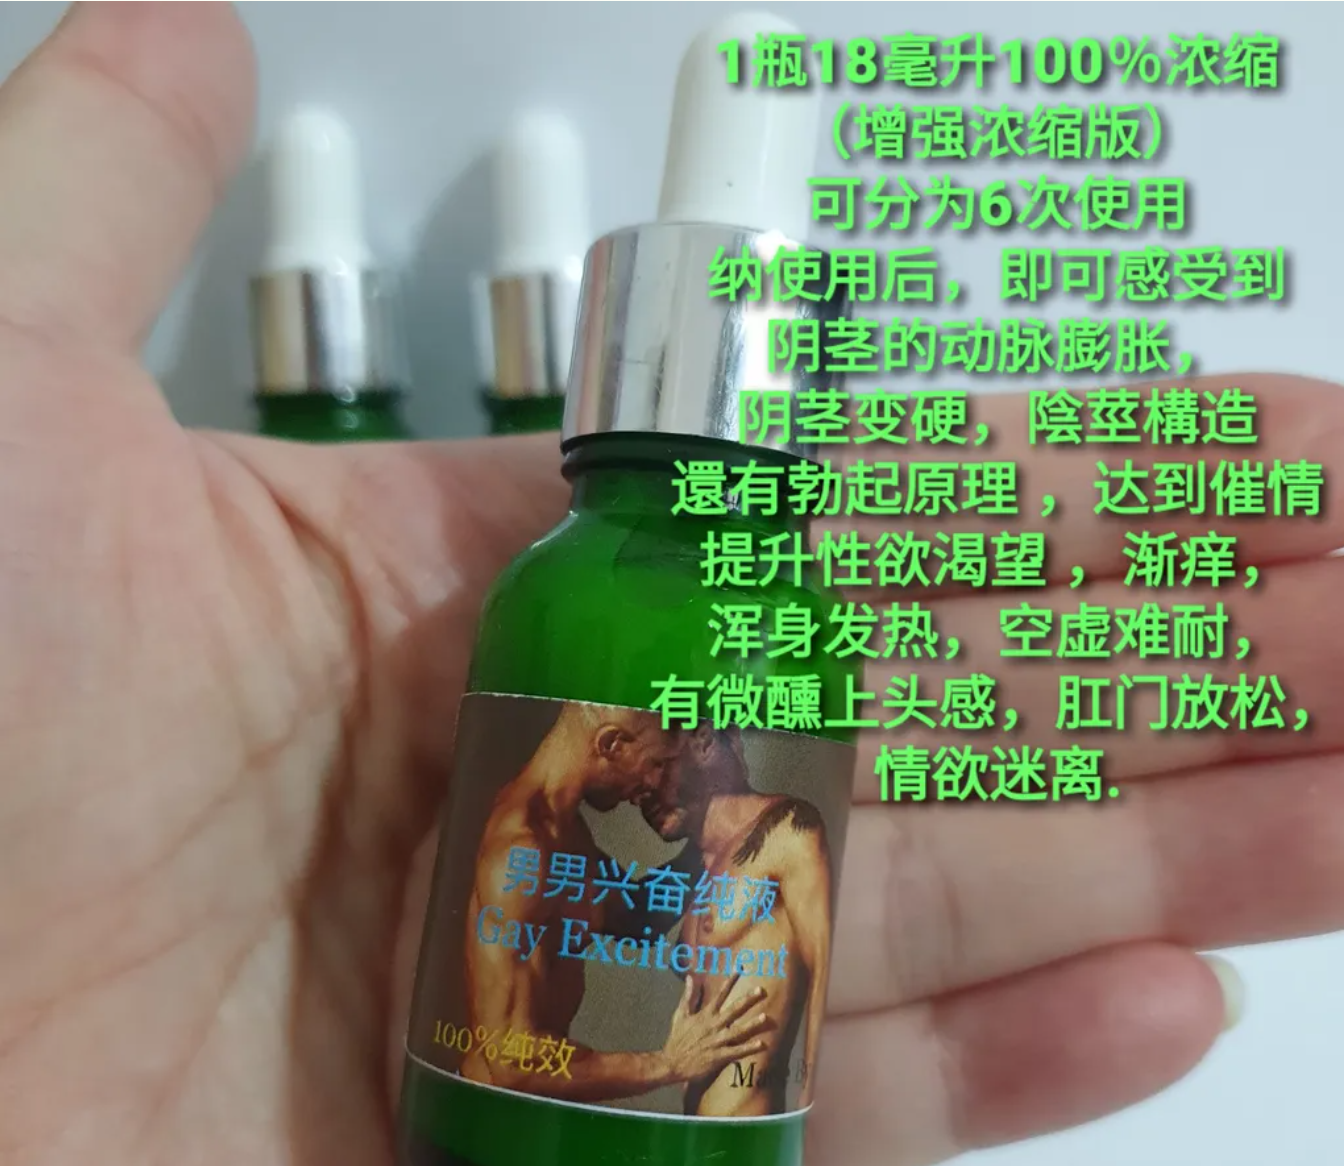 1瓶18毫升100%浓缩
（增强浓缩版）
可分为6次使用
纳使用后，即可感受到
阴茎的动脉膨胀，
阴茎变硬，陰莖構造
還有勃起原理，达到催情
提升性欲渴望，渐痒，
浑身发热，空虚难耐，
有微醺上头感，肛门放松，
情欲迷离.
男男兴奋纯液
Gay Excitement
100%纯效